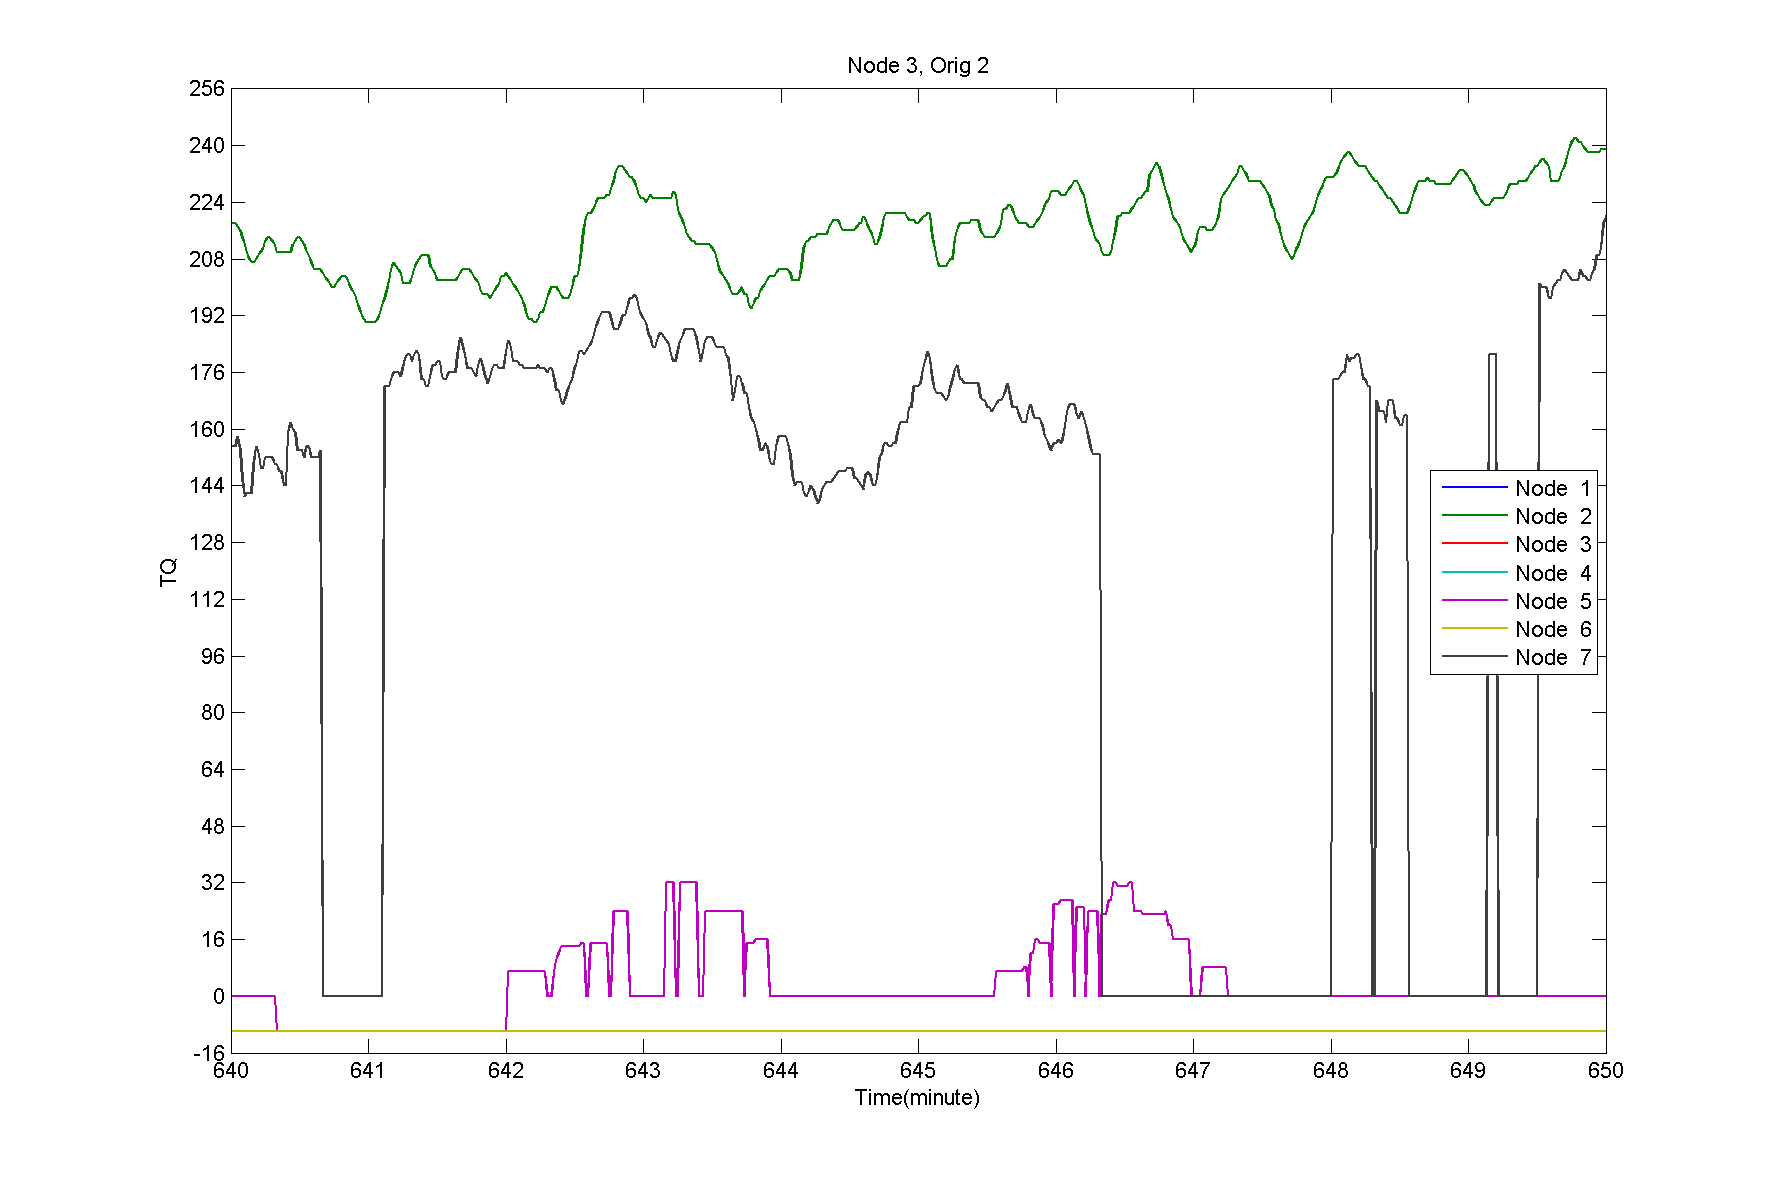 Node 3, Orig 2
256
240
224
208
192
176
160
144
128
112
96
80
64
48
32
16
0
-16
TQ
Node 1
Node 2
Node 3
Node 4
Node 5
Node 6
Node 7
640 641 642 643 644 645 646 647 648 649 650
Time(minute)